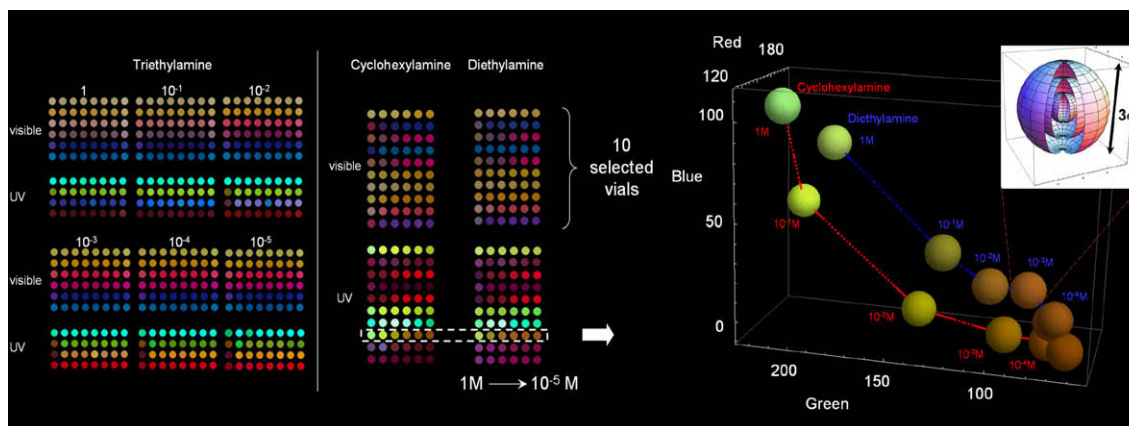 Triethylamine
1 10-1 10-2
visible
UV
10-3 10-4 10-5
visible
UV
Cyclohexylamine Diethylamine
visible
UV
10
selected
vials
1M → 10-5 M
Red 180
120
100
Blue
50
0
200 150 100
Green
Cyclohexylamine
1M
10-1M
10-2M
10-3M
10-4M
Diethylamine
1M
10-1M
10-2M
10-3M
10-4M